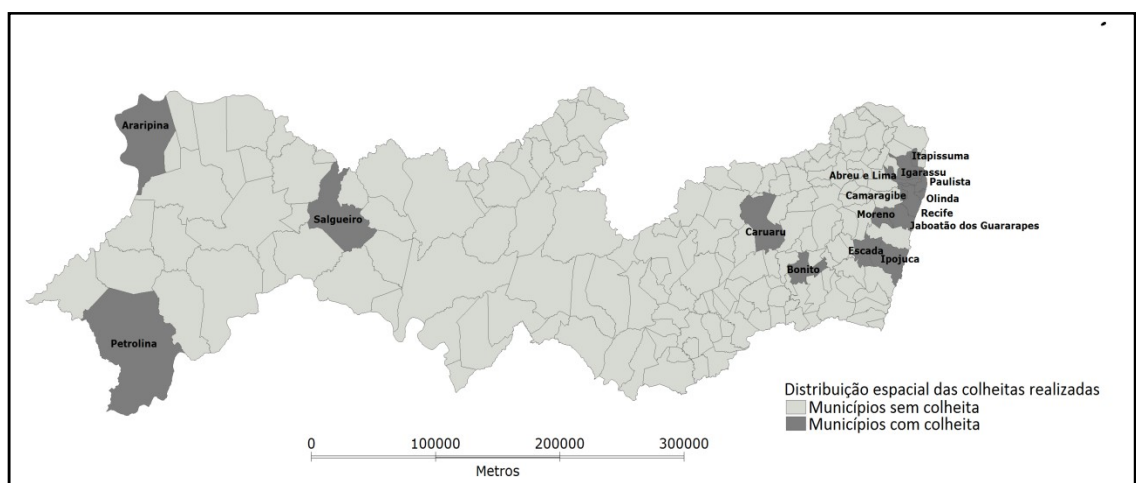 Araripina
Itapissuma
Abreu e Lima
Igarassu
Paulista
Camaragibe
Olinda
Moreno
Recife
Salgueiro
Jaboatão dos Guararapes
Caruaru
Escada
Ipojuca
Bonito
Petrolina
Distribuição espacial das colheitas realizadas
Municípios sem colheita
Municípios com colheita
0 100000 200000 300000
Metros